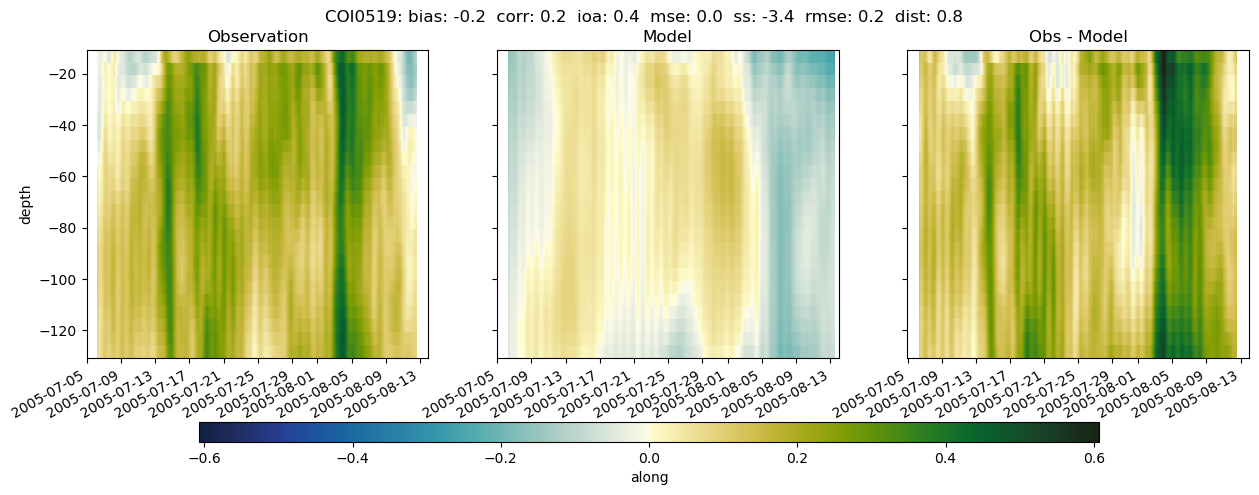 COI0519: bias: -0.2 corr: 0.2 ioa: 0.4 mse: 0.0 ss: -3.4 rmse: 0.2 dist: 0.8
Observation Model Obs - Model
depth
−20
−40
−60
−80
−100
−120
2005-07-05 2005-07-09 2005-07-13 2005-07-17 2005-07-21 2005-07-25 2005-07-29 2005-08-01 2005-08-05 2005-08-09 2005-08-13
2005-07-05 2005-07-09 2005-07-13 2005-07-17 2005-07-21 2005-07-25 2005-07-29 2005-08-01 2005-08-05 2005-08-09 2005-08-13
2005-07-05 2005-07-09 2005-07-13 2005-07-17 2005-07-21 2005-07-25 2005-07-29 2005-08-01 2005-08-05 2005-08-09 2005-08-13
−0.6 −0.4 −0.2 0.0 0.2 0.4 0.6
along